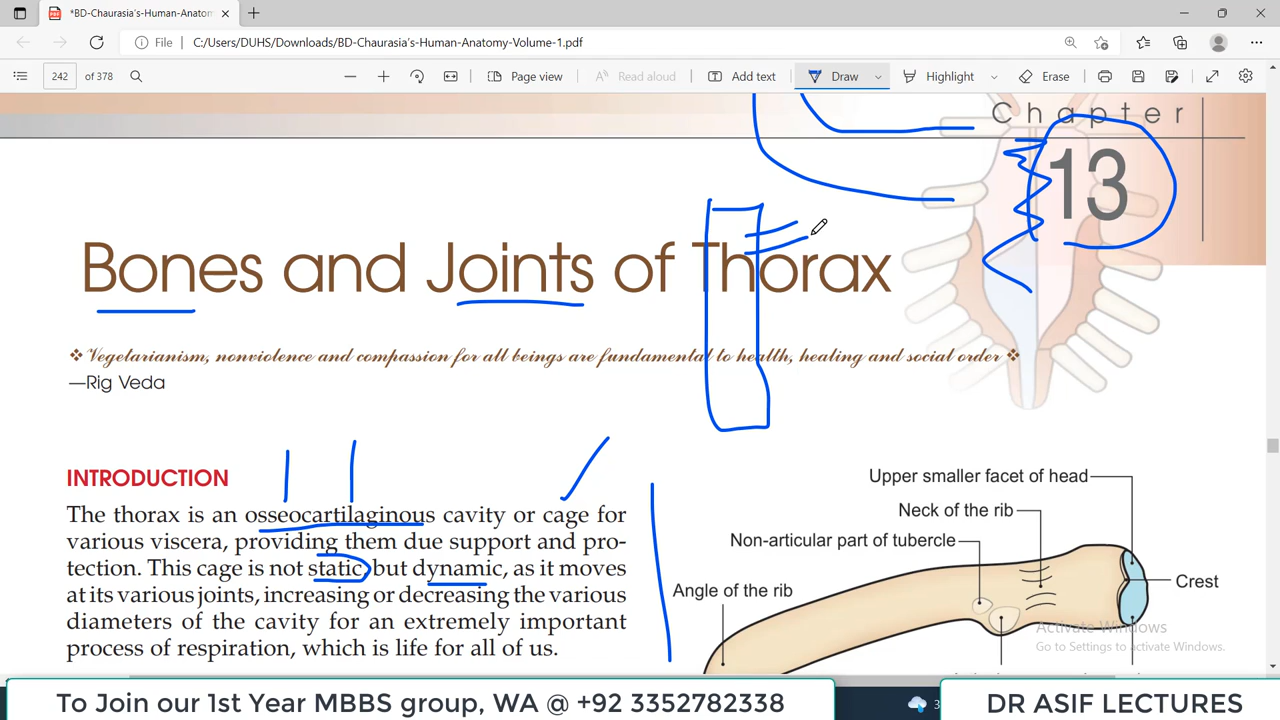 *BD-Chaurasia's-Human-Anatom
File
C:/Users/DUHS/Downloads/BD-Chaurasia's-Human-Anatomy-Volume-1.pdf
242 of 378
Page view
Read aloud
Add text
Draw
Highlight
Erase
Chapter
13
Bones and Joints of Thorax
Vegetarianism, nonviolence and compassion for all beings are fundamental to health, healing and social order
—Rig Veda
INTRODUCTION
The thorax is an osseocartilaginous cavity or cage for
various viscera, providing them due support and pro-
tection. This cage is not static, but dynamic, as it moves
at its various joints, increasing or decreasing the various
diameters of the cavity for an extremely important
process of respiration, which is life for all of us.
Upper smaller facet of head
Neck of the rib
Non-articular part of tubercle
Crest
Angle of the rib
Activate Windows
Go to Settings to activate Windows.
To Join our 1st Year MBBS group, WA @ +92 3352782338
3
DR ASIF LECTURES